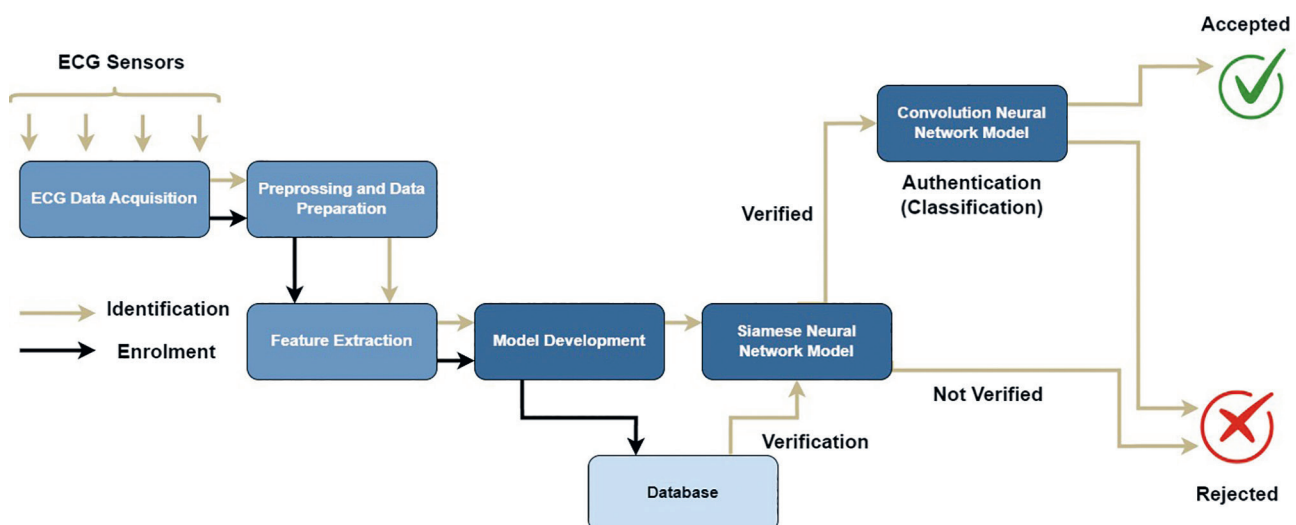 Accepted
ECG Sensors
Convolution Neural
Network Model
ECG Data Acquisition
Preprossing and Data
Preparation
Authentication
(Classification)
Verified
Identification
Enrolment
Feature Extraction
Model Development
Siamese Neural
Network Model
Not Verified
Verification
Database
Rejected